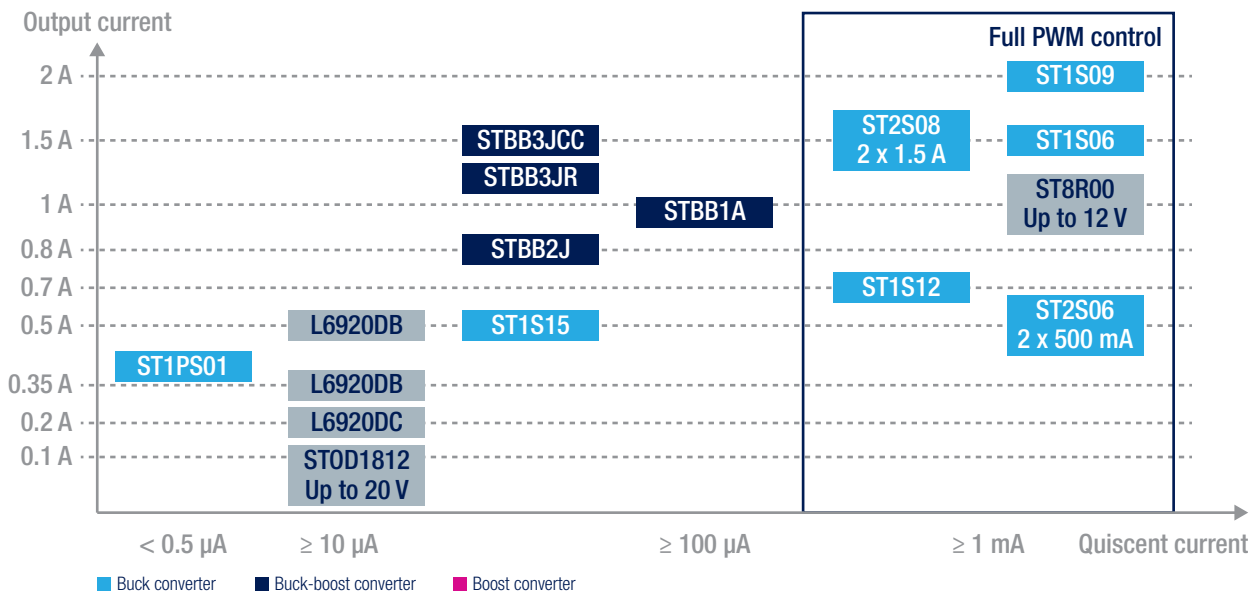 Output current
Full PWM control
2 A
ST1S09
1.5 A
STBB3JCC
ST2S08
2 x 1.5 A
ST1S06
STBB3JR
1 A
STBB1A
ST8R00
Up to 12 V
0.8 A
STBB2J
0.7 A
ST1S12
0.5 A
L6920DB
ST1S15
ST2S06
2 x 500 mA
ST1PS01
0.35 A
L6920DB
0.2 A
L6920DC
0.1 A
STOD1812
Up to 20 V
< 0.5 µA
≥ 10 µA
≥ 100 µA
≥ 1 mA
Quiscent current
Buck converter
Buck-boost converter
Boost converter